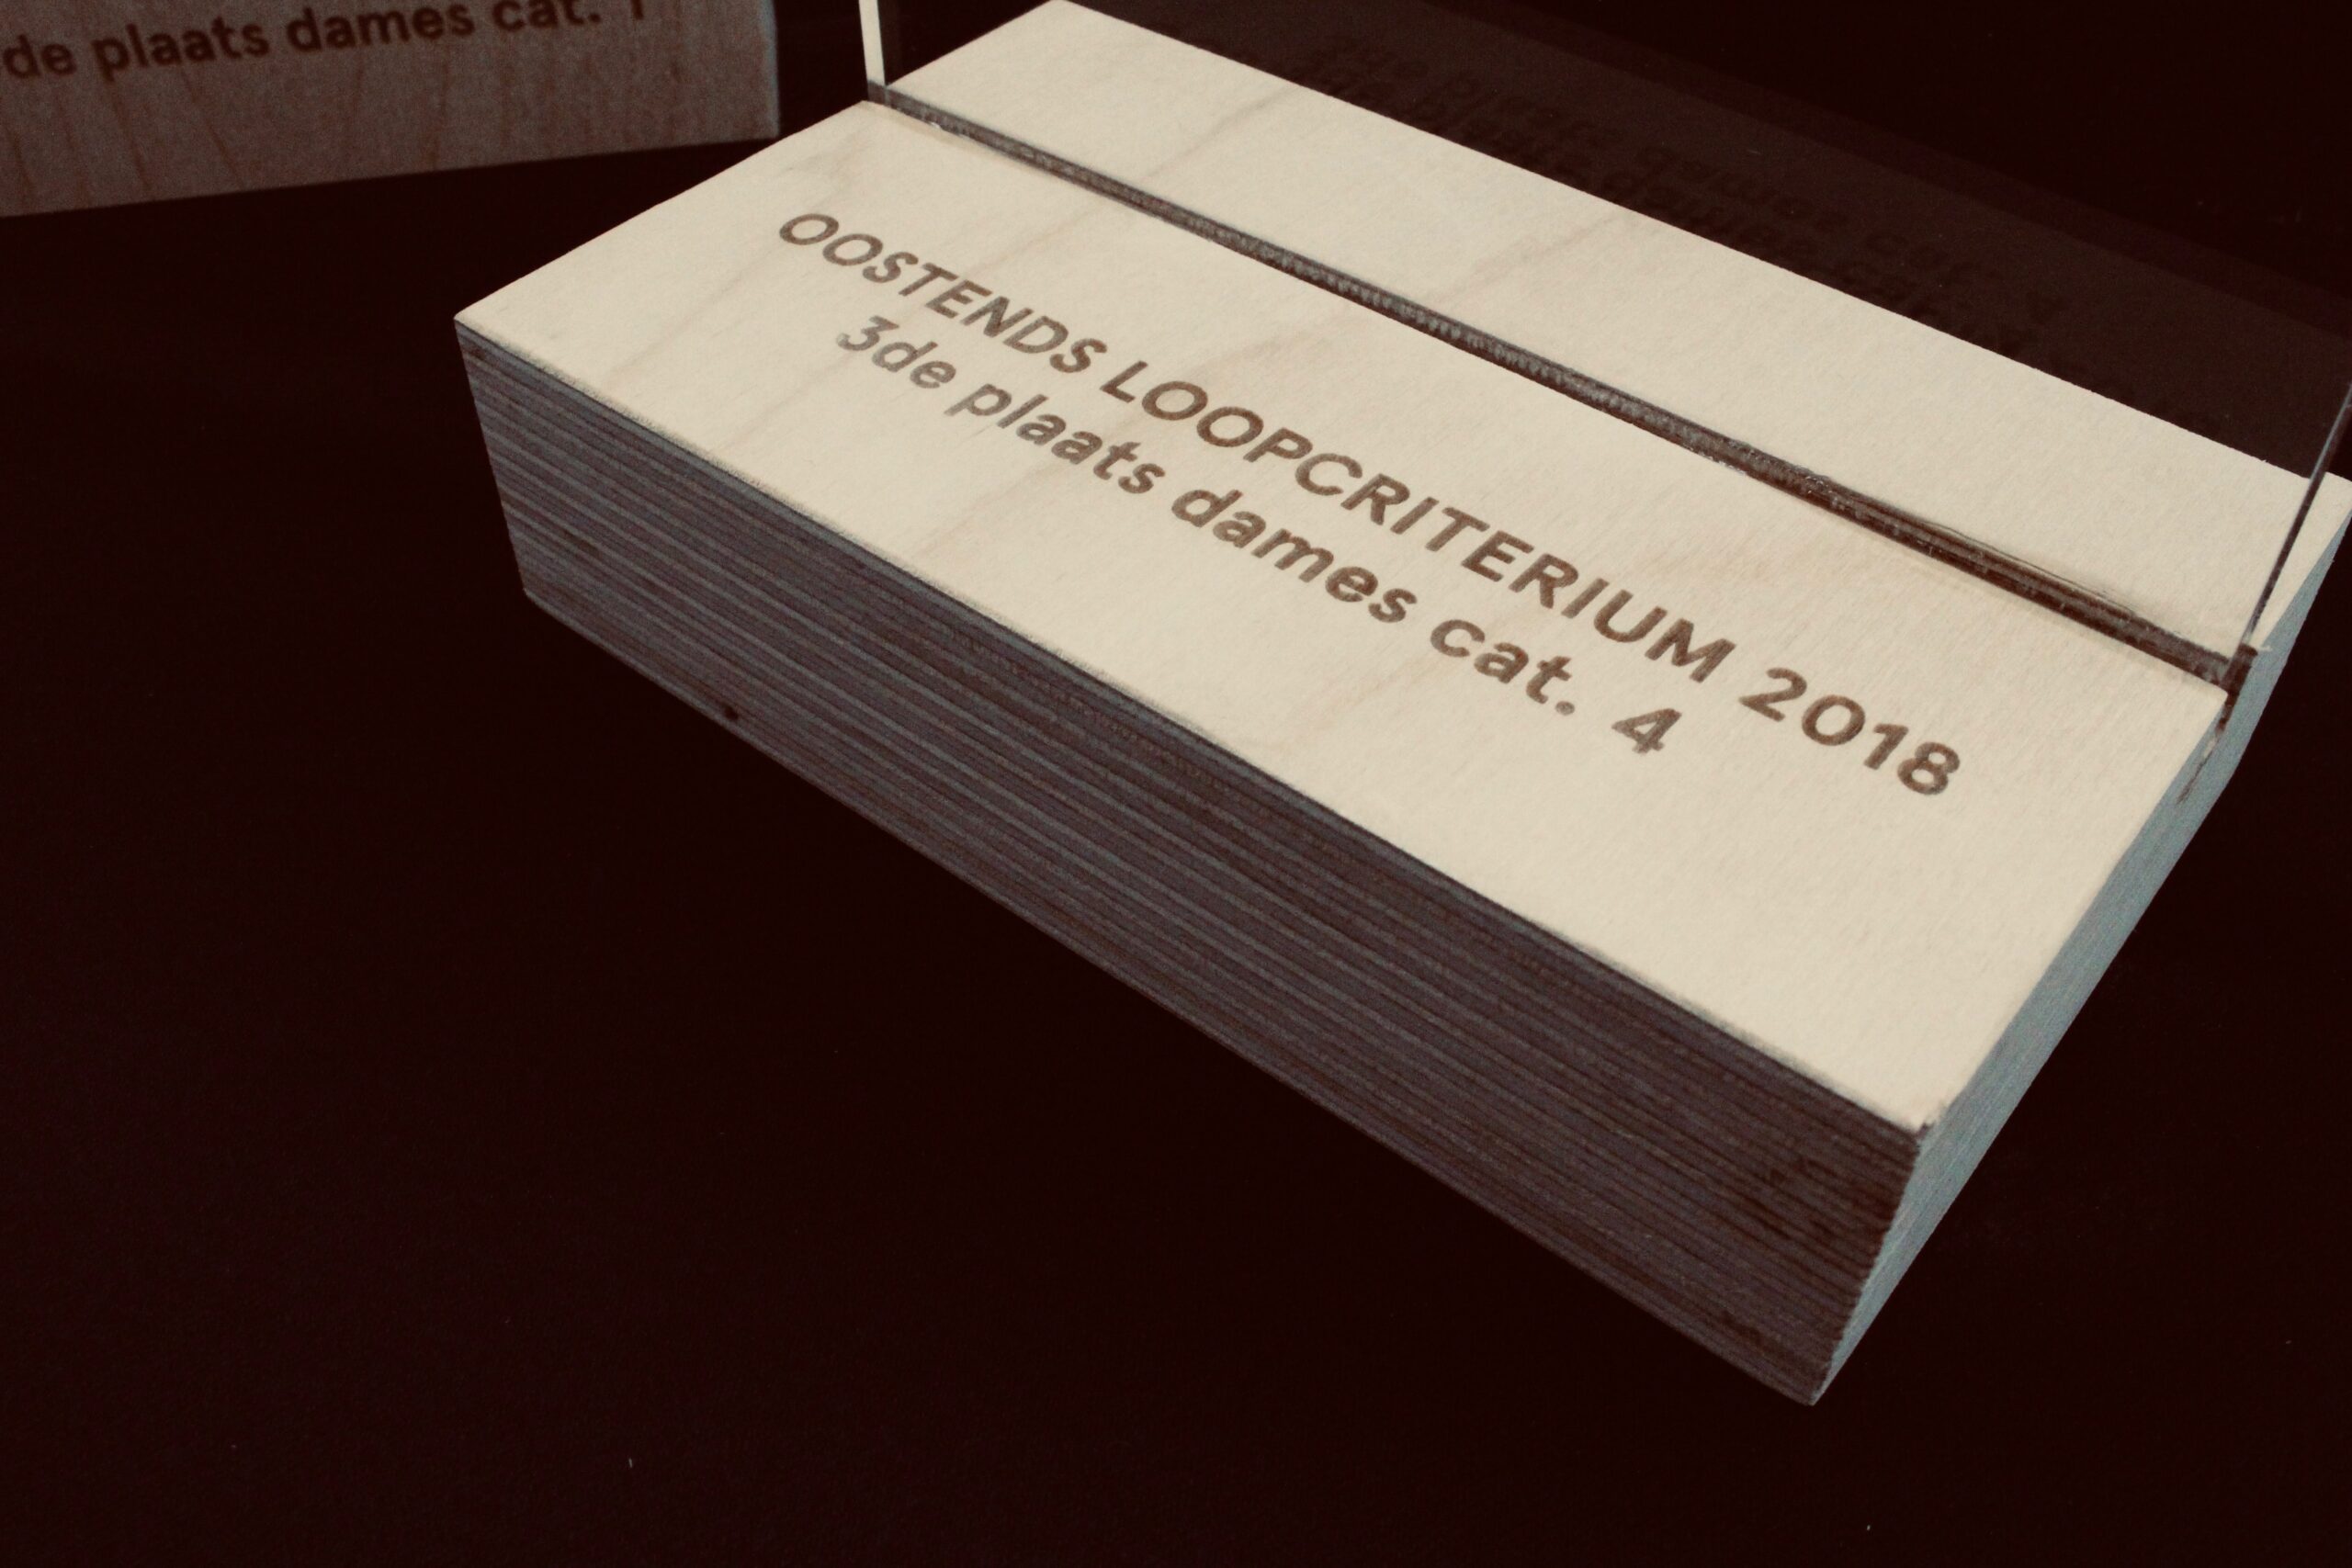 de plaats dames cat. 1
OOSTENDS LOOPCRITERIUM 2018
3de plaats dames cat. 4